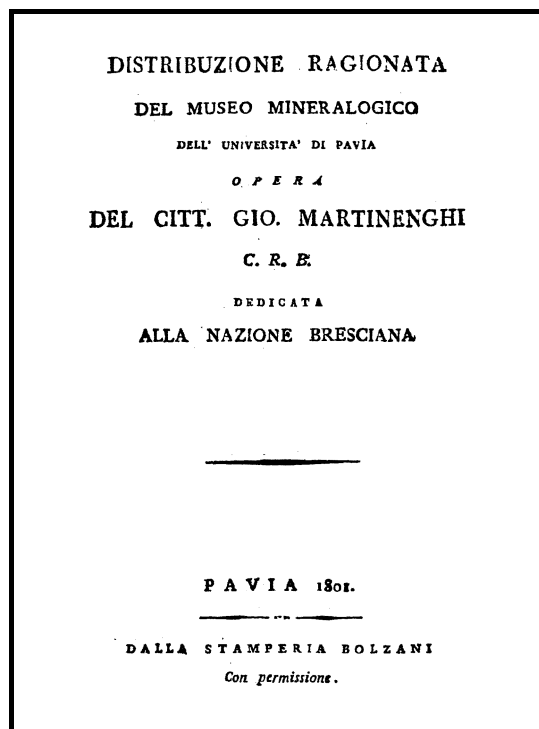 DISTRIBUZIONE RAGIONATA
DEL MUSEO MINERALOGICO
DELL' UNIVERSITA' DI PAVIA
OPERA
DEL CITT. GIO. MARTINENGHI
C. R. B.
DEDICATA
ALLA NAZIONE BRESCIANA
PAVIA 1801.
DALLA STAMPERIA BOLZANI
Con permissione.